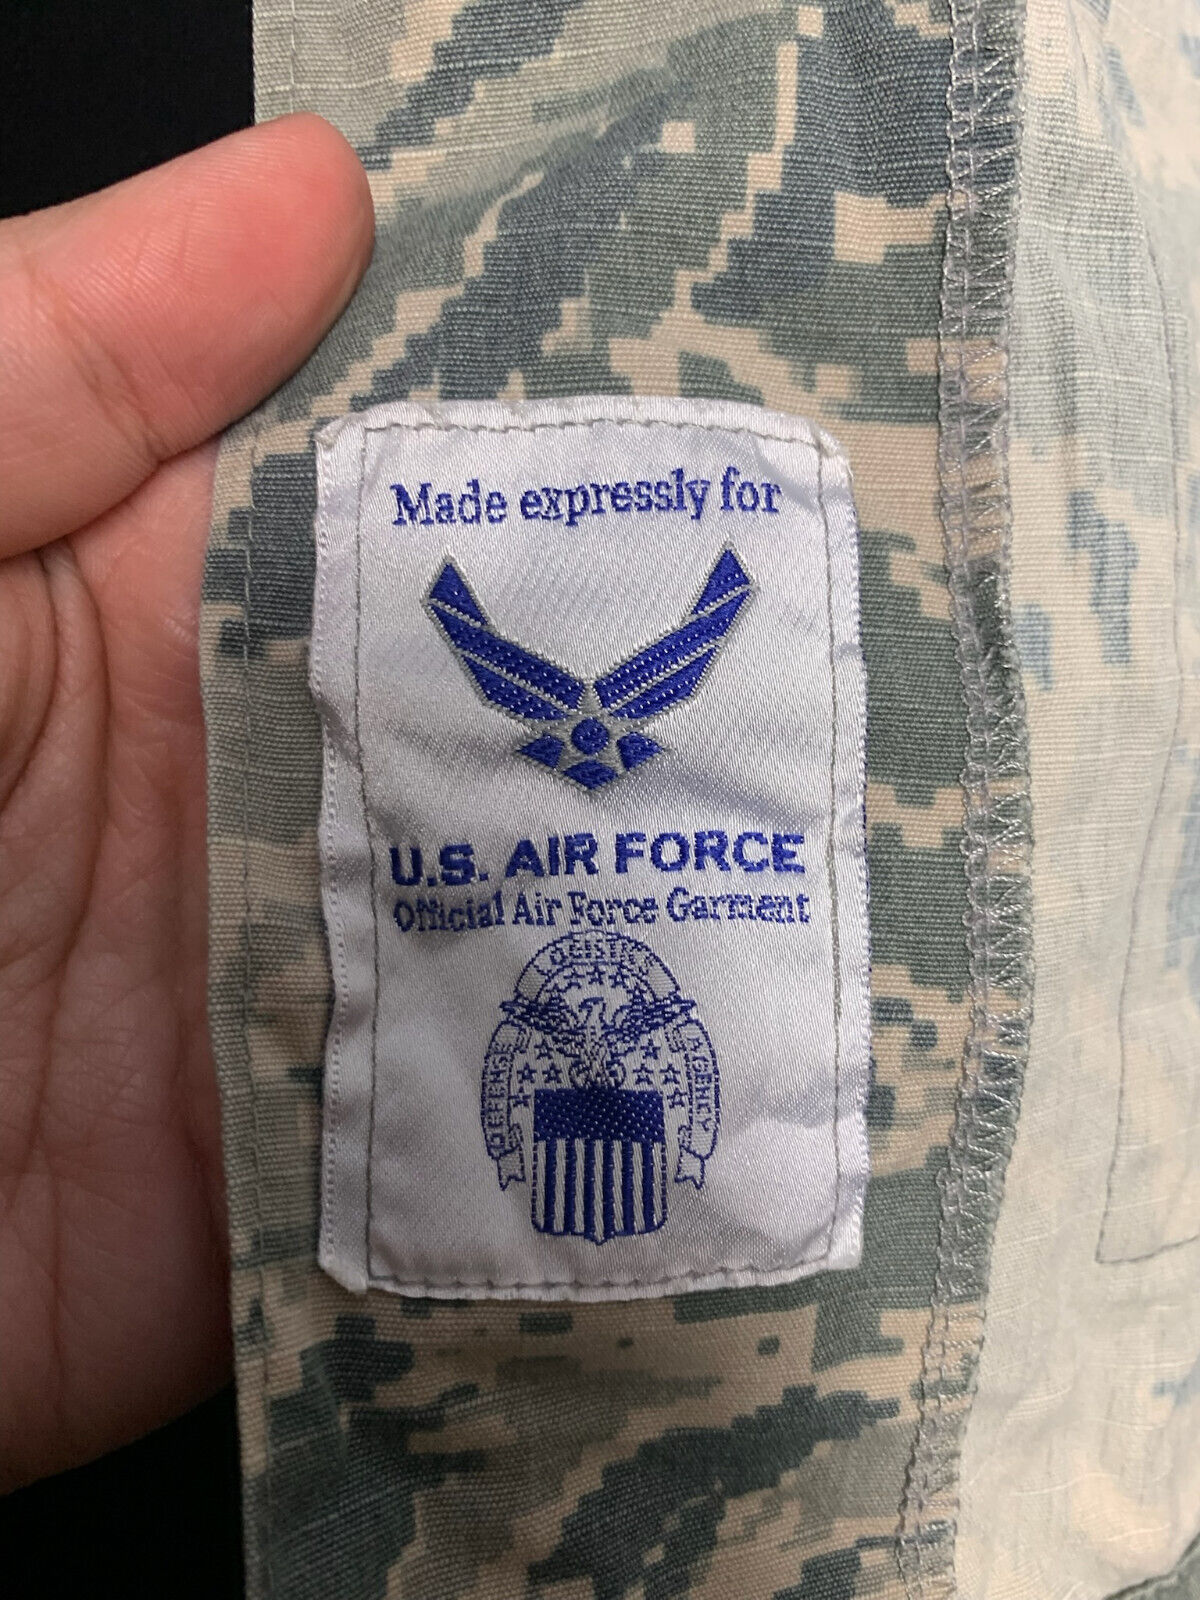 Made expressly for
U.S. AIR FORCE
Official Air Force Garment
LOGISTICS
DEFENSE
AGENCY